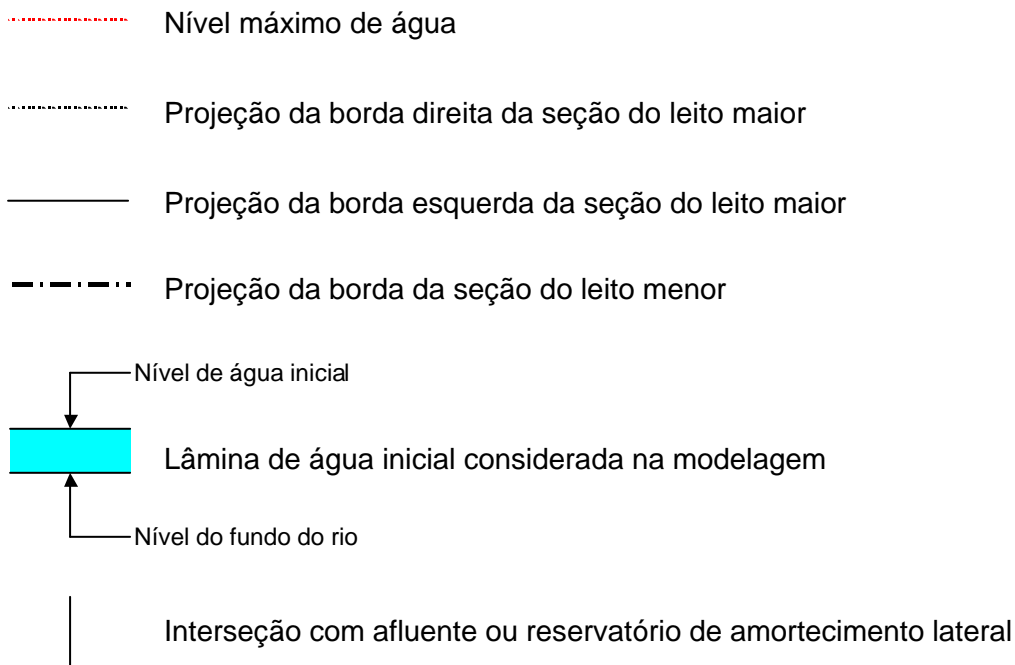 Nível máximo de água
Projeção da borda direita da seção do leito maior
Projeção da borda esquerda da seção do leito maior
Projeção da borda da seção do leito menor
Nível de água inicial
Lâmina de água inicial considerada na modelagem
Nível do fundo do rio
Interseção com afluente ou reservatório de amortecimento lateral